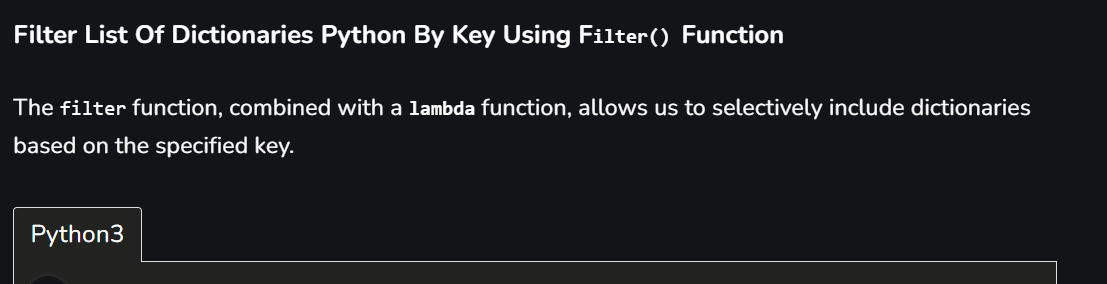 Filter List Of Dictionaries Python By Key Using Filter() Function
The filter function, combined with a lambda function, allows us to selectively include dictionaries
based on the specified key.
Python3